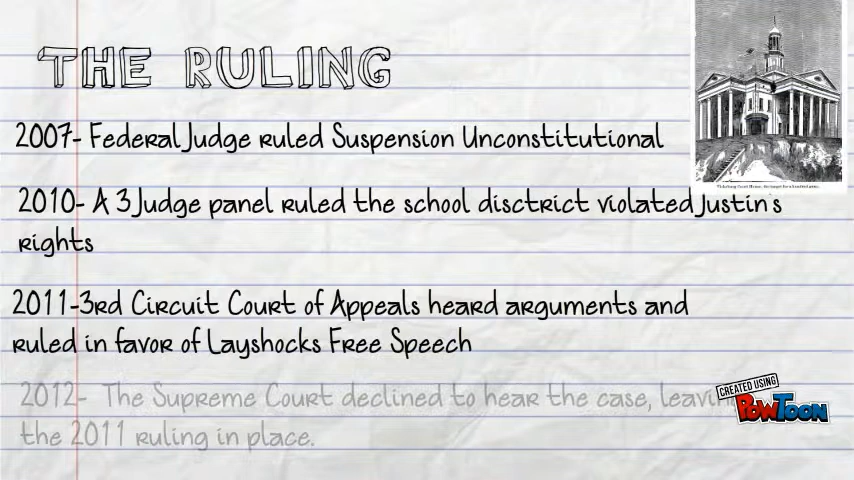 THE RULING
2007- Federal Judge ruled Suspension Unconstitutional
2010- A 3 Judge panel ruled the school disctrict violated Justin's
rights
2011-3rd Circuit Court of Appeals heard arguments and
ruled in favor of Layshocks Free Speech
2012- The Supreme Court declined to hear the case, leaving
the 2011 ruling in place.
CREATED USING
POWTOON